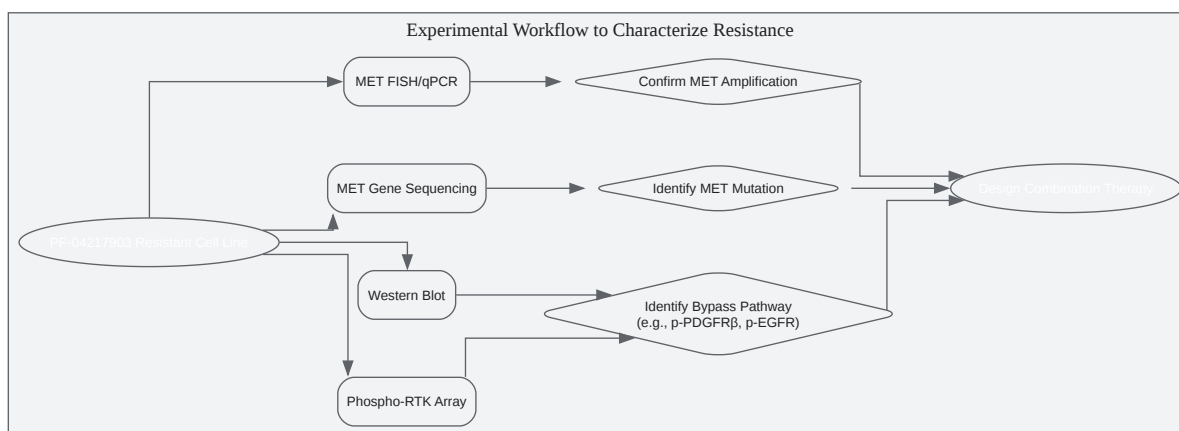 Experimental Workflow to Characterize Resistance
MET FISH/qPCR
Confirm MET Amplification
MET Gene Sequencing
Identify MET Mutation
Design Combination Therapy
PF-04217903 Resistant Cell Line
Western Blot
Identify Bypass Pathway
(e.g., p-PDGFRβ, p-EGFR)
Phospho-RTK Array